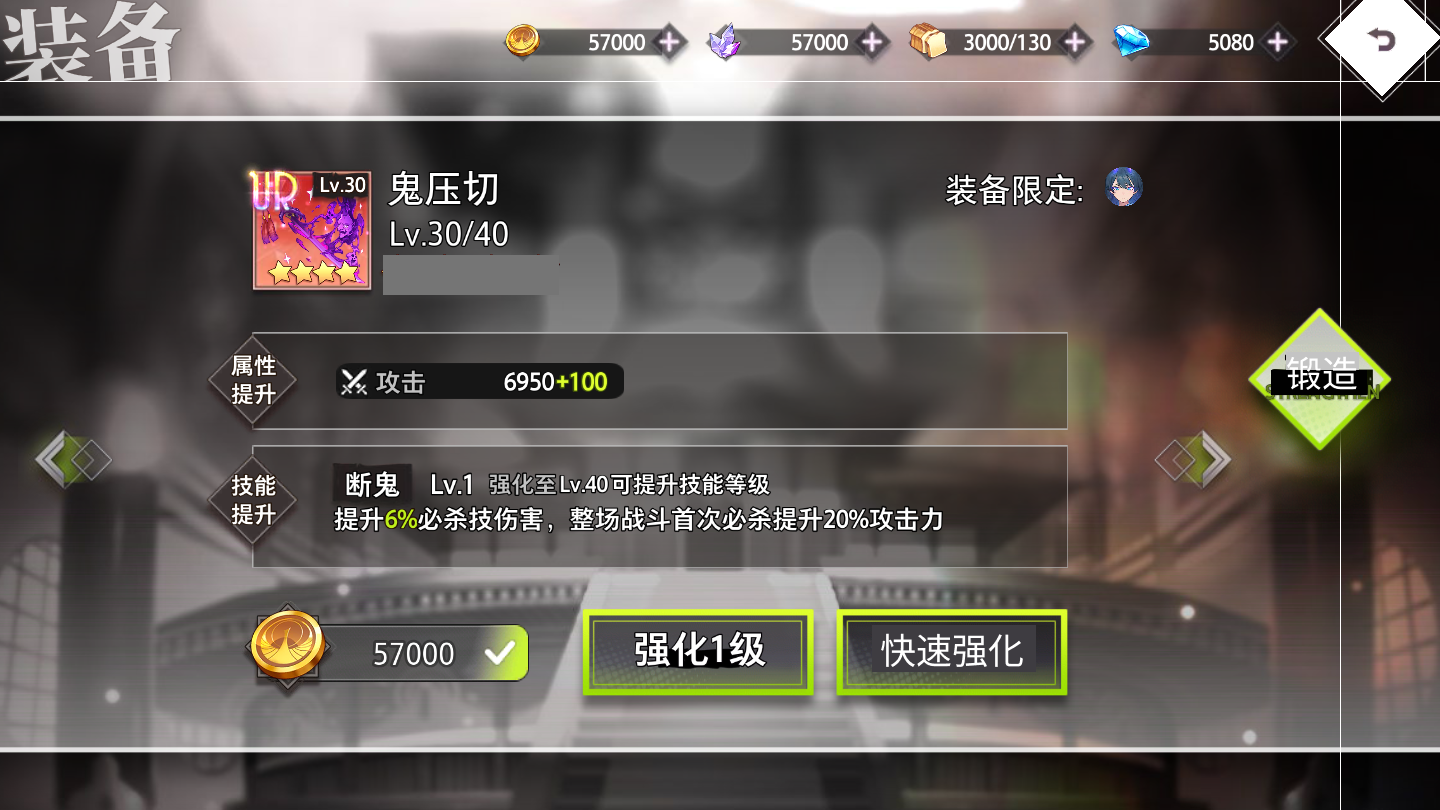 装备
57000
57000
3000/130
5080
UR
Lv.30
鬼压切
Lv.30/40
装备限定:
属性
提升
攻击 6950+100
锻造
技能
提升
断鬼 Lv.1 强化至Lv.40可提升技能等级
提升6%必杀技伤害，整场战斗首次必杀提升20%攻击力
57000
强化1级
快速强化